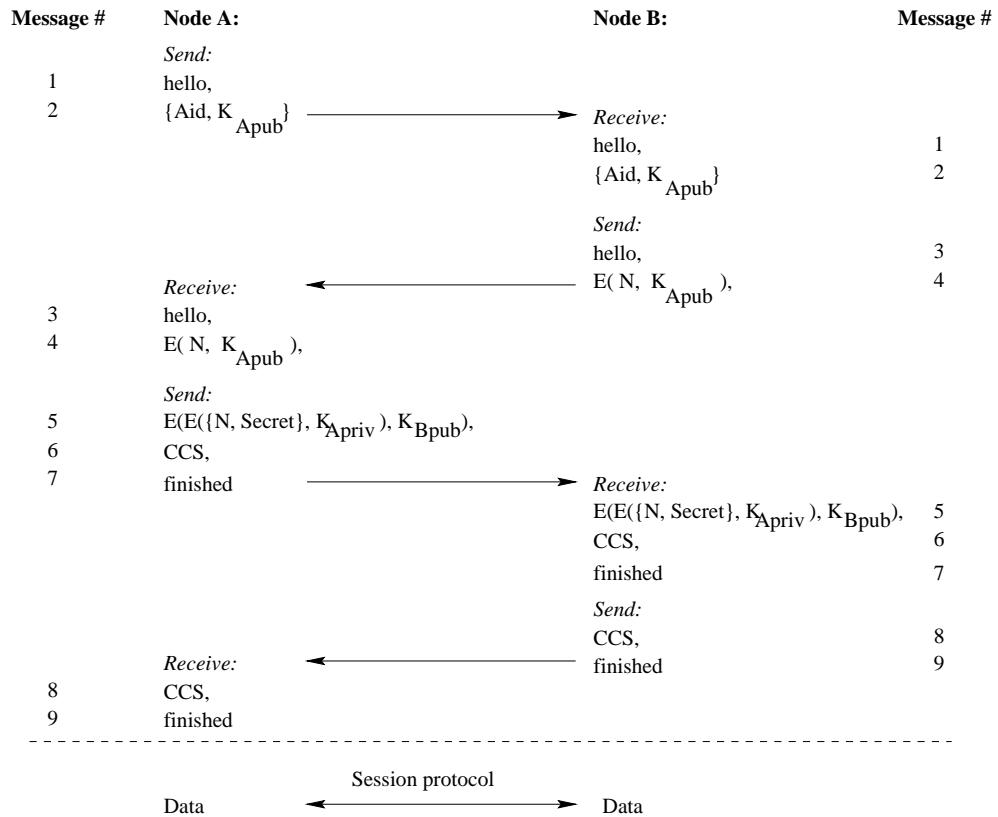 Message # Node A: Node B: Message #
Send:
1 hello,
2 {Aid, K Apub}
Receive:
hello, 1
{Aid, K Apub} 2
Send:
hello, 3
E( N, K Apub ), 4
Receive:
3 hello,
4 E( N, K Apub ),
Send:
5 E(E({N, Secret}, K Apriv ), K Bpub),
6 CCS,
7 finished
Receive:
E(E({N, Secret}, K Apriv ), K Bpub), 5
CCS, 6
finished 7
Send:
CCS, 8
finished 9
Receive:
8 CCS,
9 finished
Session protocol
Data Data